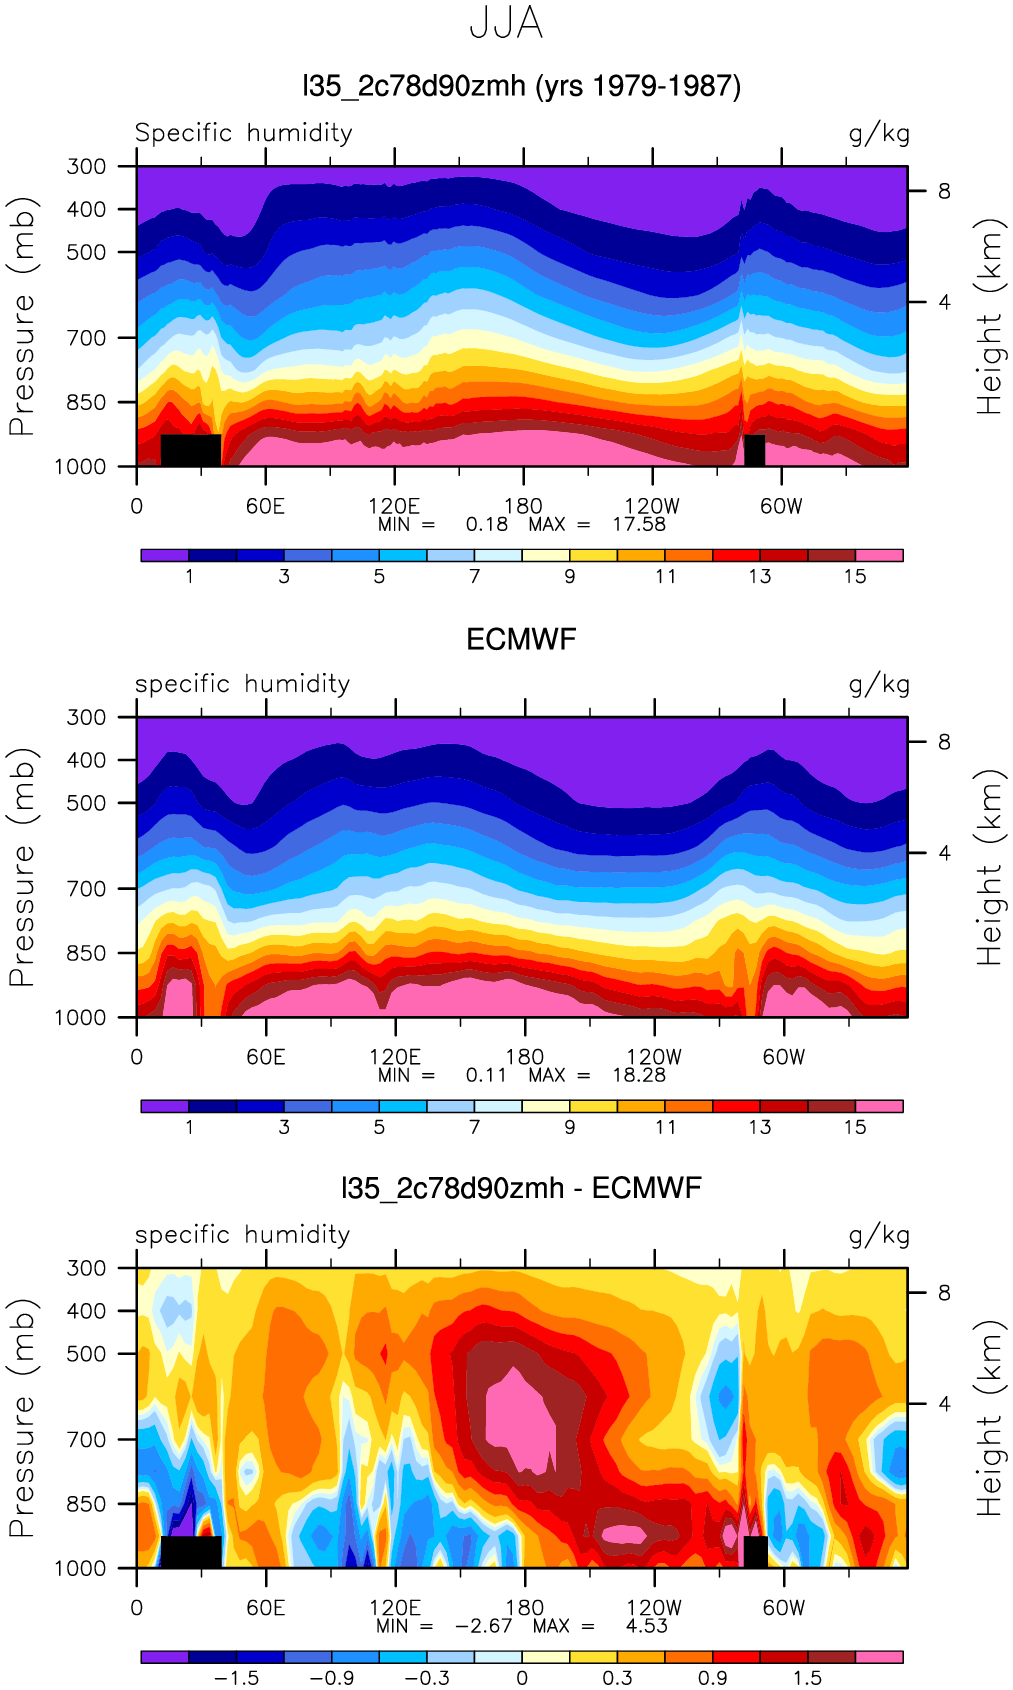 JJA
l35_2c78d90zmh (yrs 1979-1987)
Specific humidity g/kg
300
400
500
700
850
1000
Pressure (mb)
8
4
Height (km)
0 60E 120E 180 120W 60W
MIN = 0.18 MAX = 17.58
1 3 5 7 9 11 13 15
ECMWF
specific humidity g/kg
300
400
500
700
850
1000
Pressure (mb)
8
4
Height (km)
0 60E 120E 180 120W 60W
MIN = 0.11 MAX = 18.28
1 3 5 7 9 11 13 15
l35_2c78d90zmh - ECMWF
specific humidity g/kg
300
400
500
700
850
1000
Pressure (mb)
8
4
Height (km)
0 60E 120E 180 120W 60W
MIN = -2.67 MAX = 4.53
-1.5 -0.9 -0.3 0 0.3 0.9 1.5